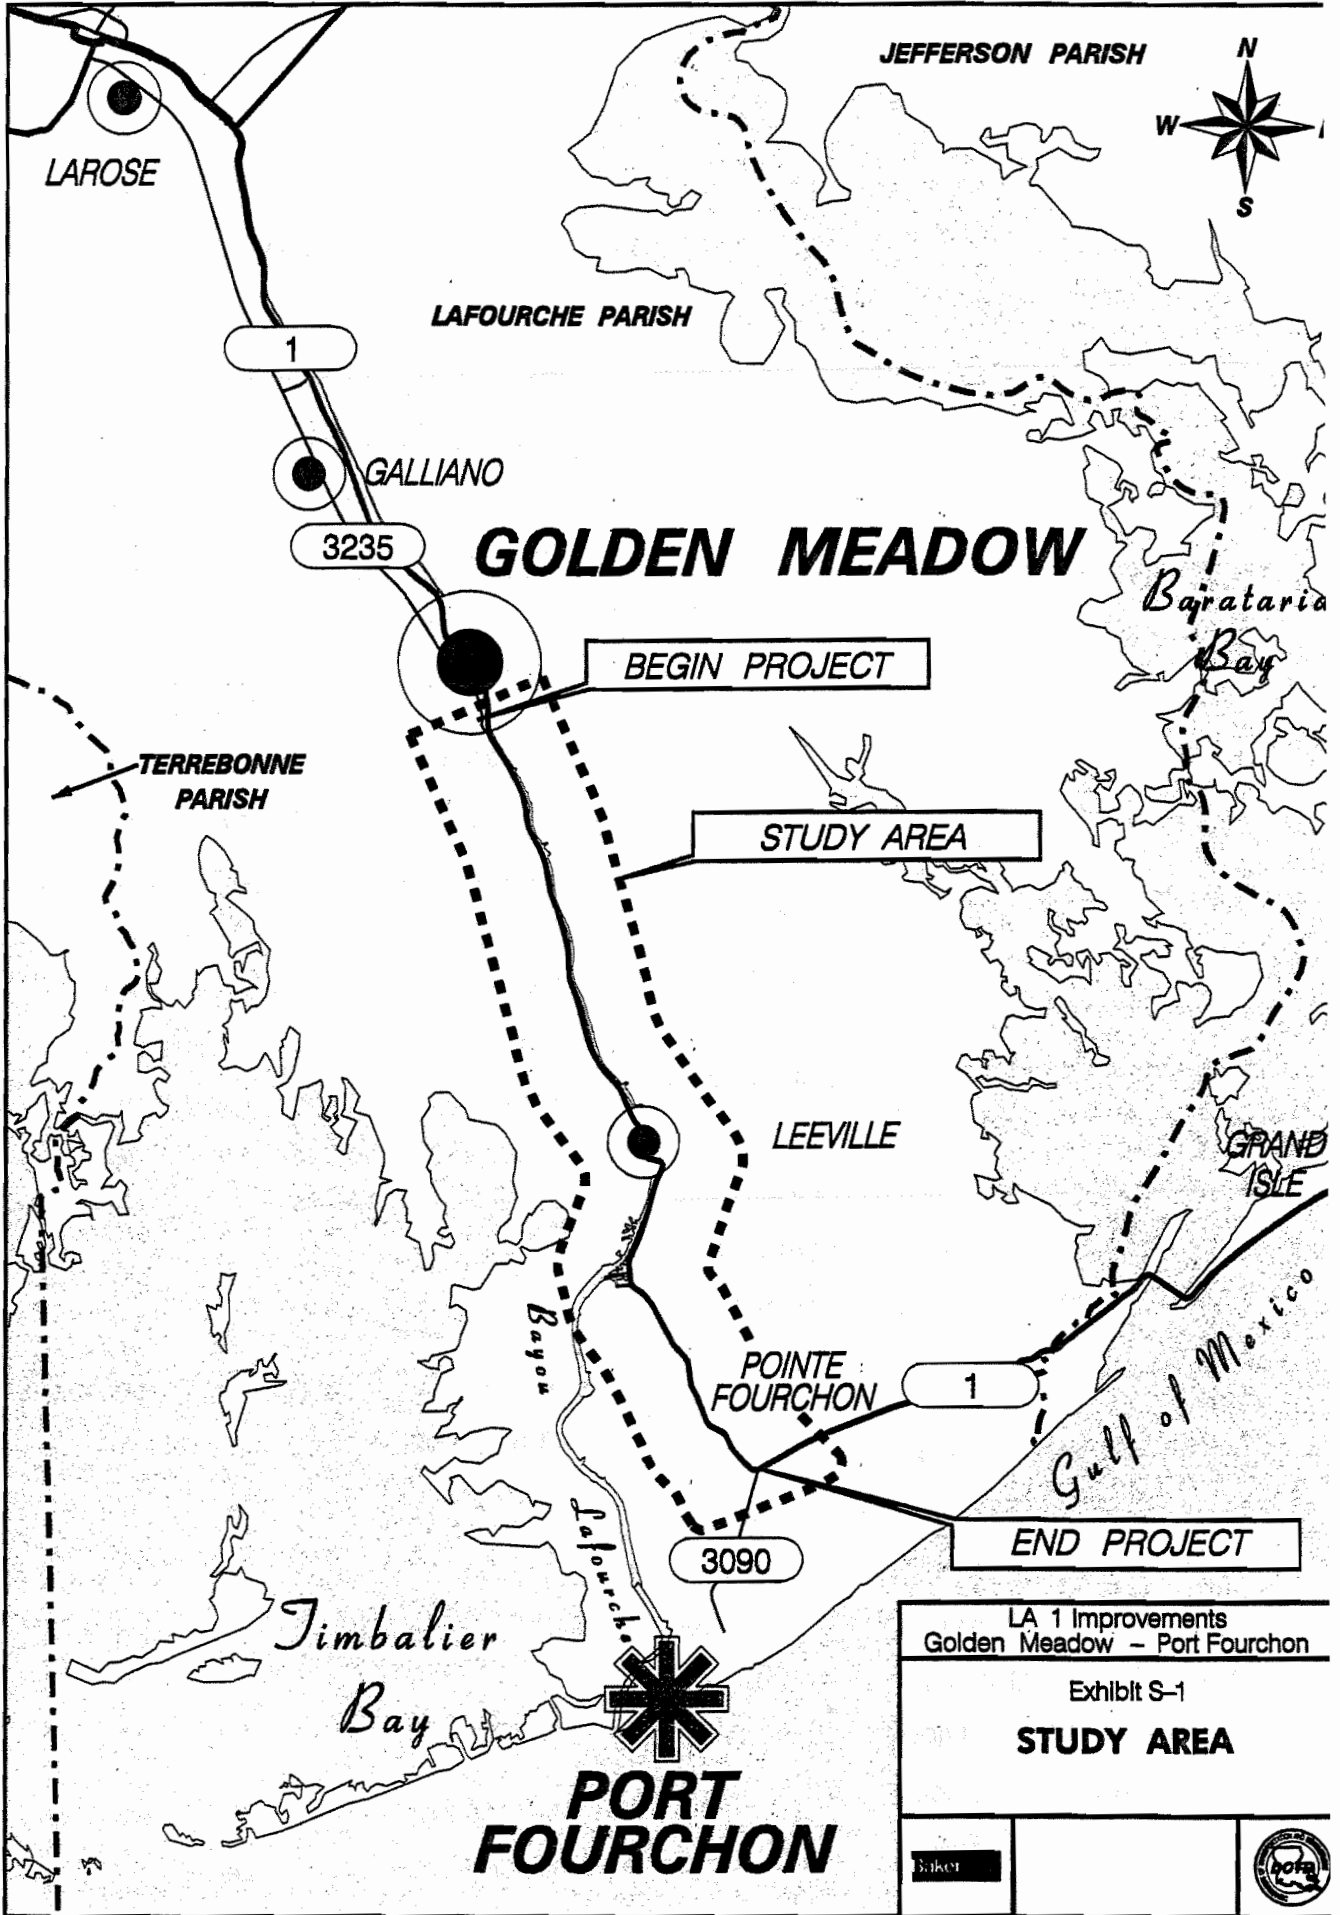 JEFFERSON PARISH
N
W
S
LAROSE
LAFOURCHE PARISH
1
GALLIANO
3235
GOLDEN MEADOW
Barataria
Bay
BEGIN PROJECT
TERREBONNE
PARISH
STUDY AREA
LEEVILLE
GRAND
ISLE
Bayou
Lafourche
POINTE
FOURCHON
1
Gulf of Mexico
END PROJECT
3090
Timbalier
Bay
PORT
FOURCHON
LA 1 Improvements
Golden Meadow – Port Fourchon
Exhibit S–1
STUDY AREA
Baker
DOTD